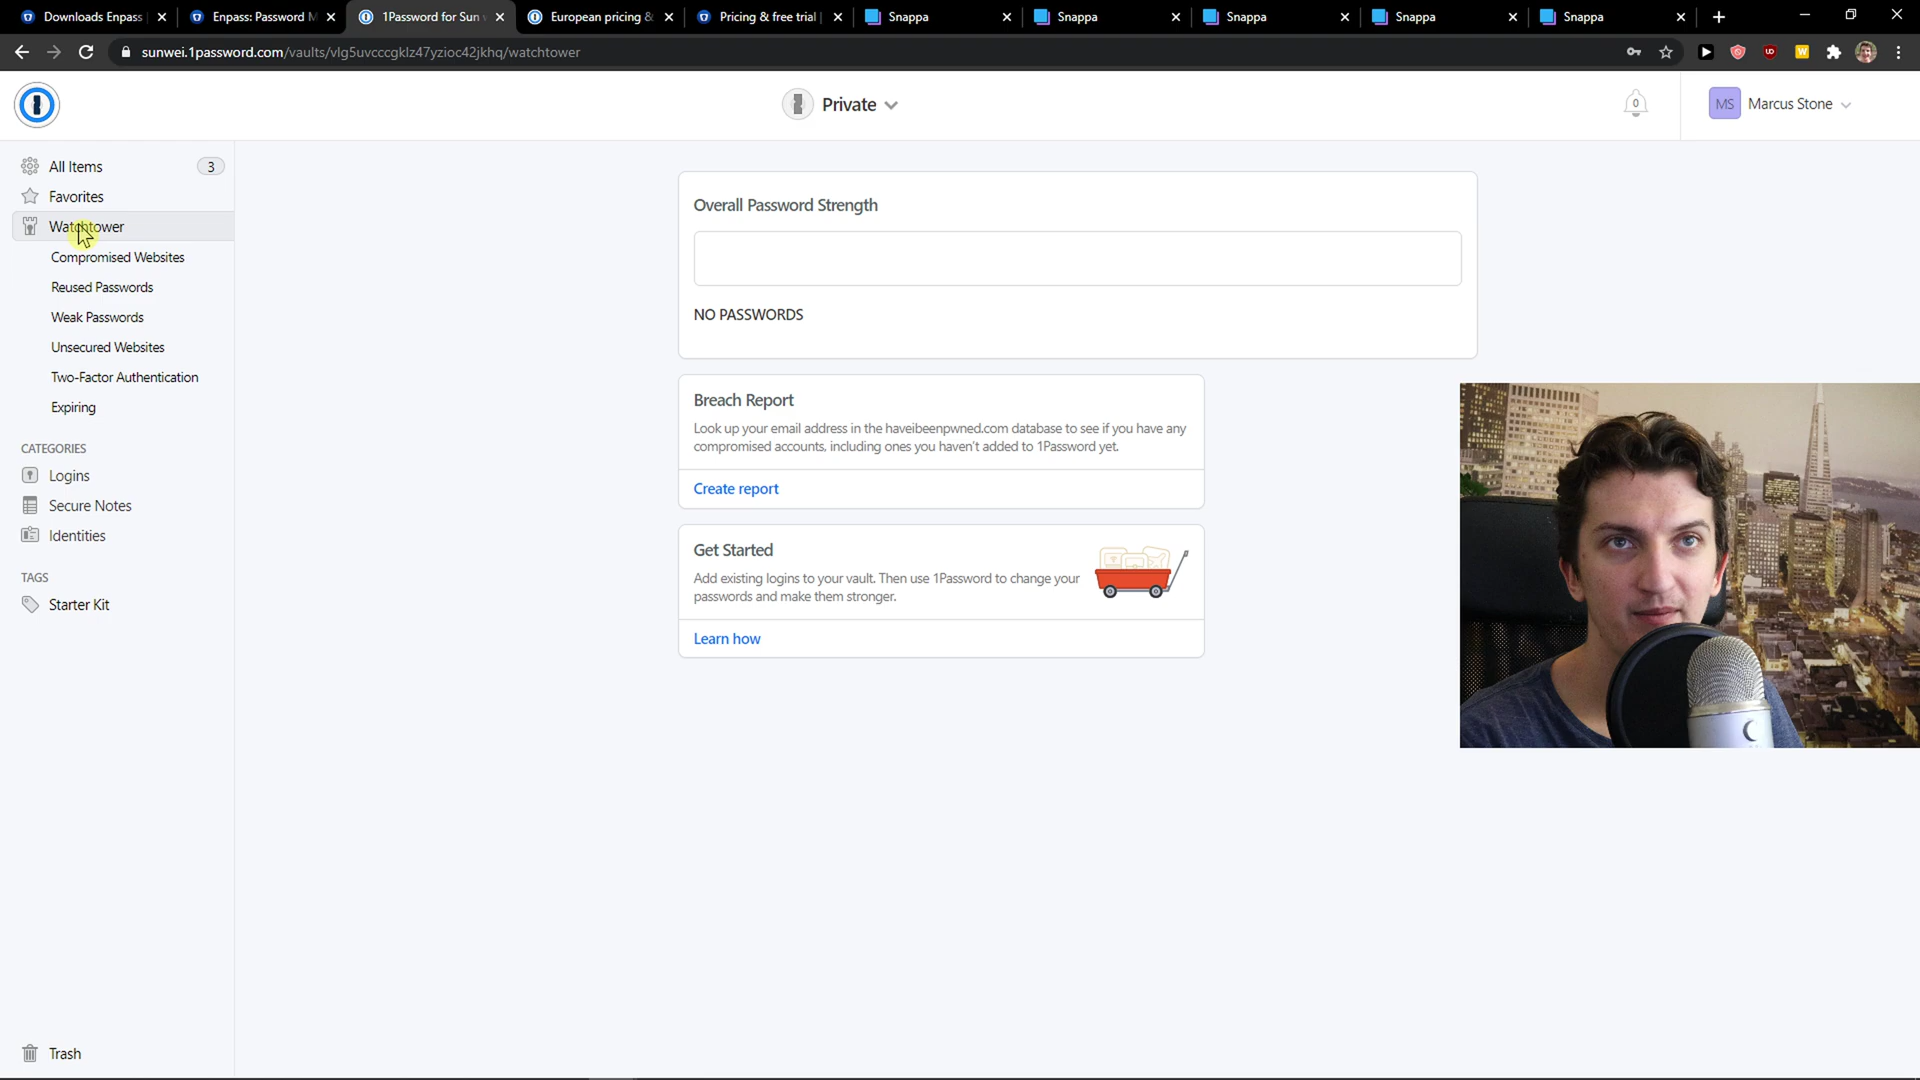 Downloads Enpass
Enpass: Password M
1Password for Sun
European pricing &
Pricing & free trial
Snappa
Snappa
Snappa
Snappa
Snappa
sunwei.1password.com/vaults/vlg5uvcccgklz47yzioc42jkhq/watchtower
Private
0
MS
Marcus Stone
All Items
3
Favorites
Watchtower
Compromised Websites
Reused Passwords
Weak Passwords
Unsecured Websites
Two-Factor Authentication
Expiring
CATEGORIES
Logins
Secure Notes
Identities
TAGS
Starter Kit
Trash
Overall Password Strength
NO PASSWORDS
Breach Report
Look up your email address in the haveibeenpwned.com database to see if you have any
compromised accounts, including ones you haven't added to 1Password yet.
Create report
Get Started
Add existing logins to your vault. Then use 1Password to change your
passwords and make them stronger.
Learn how